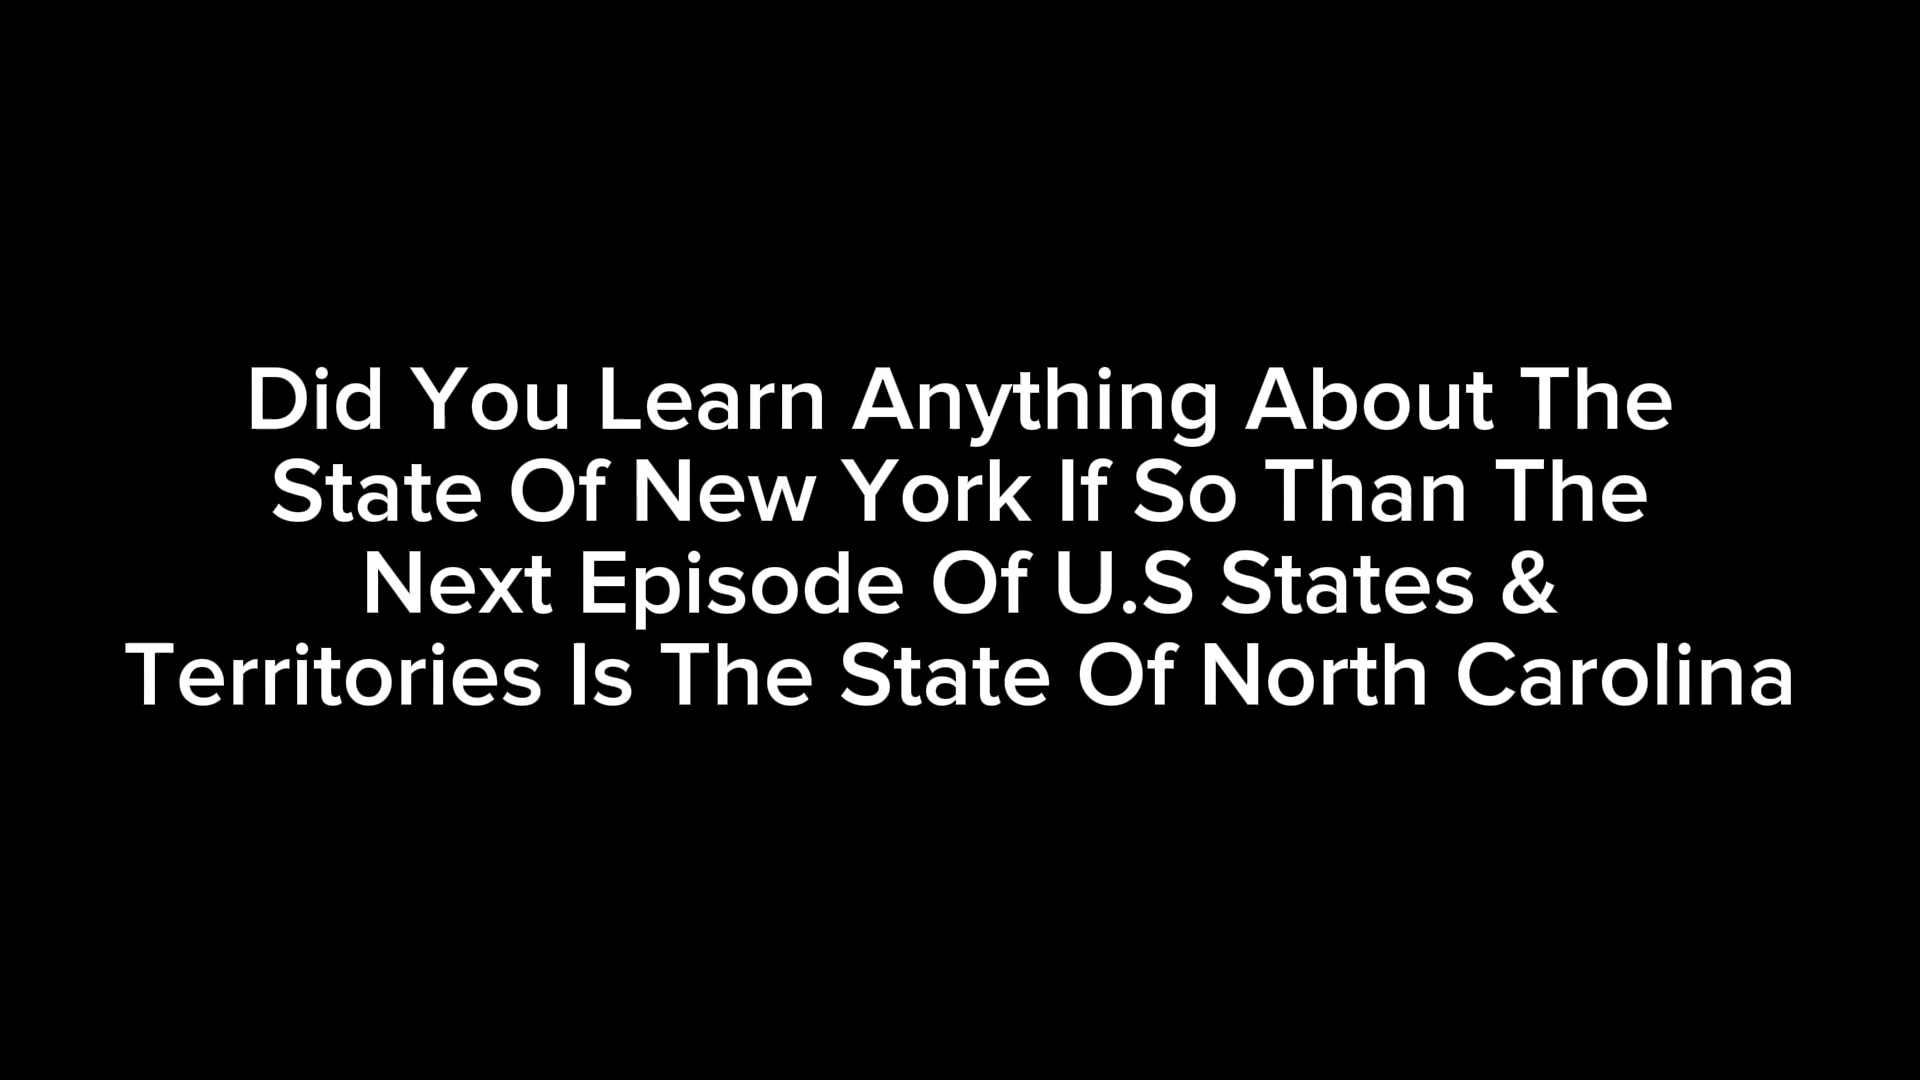 Did You Learn Anything About The
State Of New York If So Than The
Next Episode Of U.S States &
Territories Is The State Of North Carolina